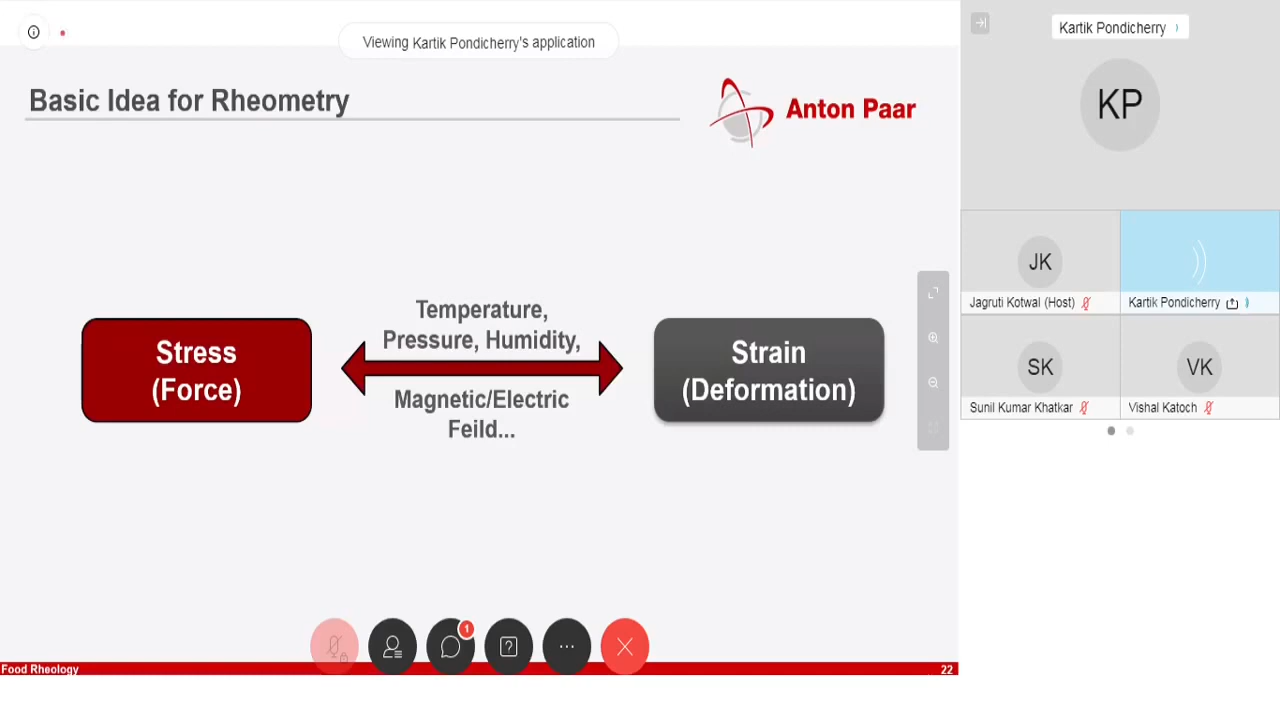 Viewing Kartik Pondicherry's application
Basic Idea for Rheometry
Anton Paar
Stress
(Force)
Temperature,
Pressure, Humidity,
Magnetic/Electric
Feild...
Strain
(Deformation)
1
?
Food Rheology
22
Kartik Pondicherry
KP
JK
Jagruti Kotwal (Host)
Kartik Pondicherry
SK
Sunil Kumar Khatkar
VK
Vishal Katoch